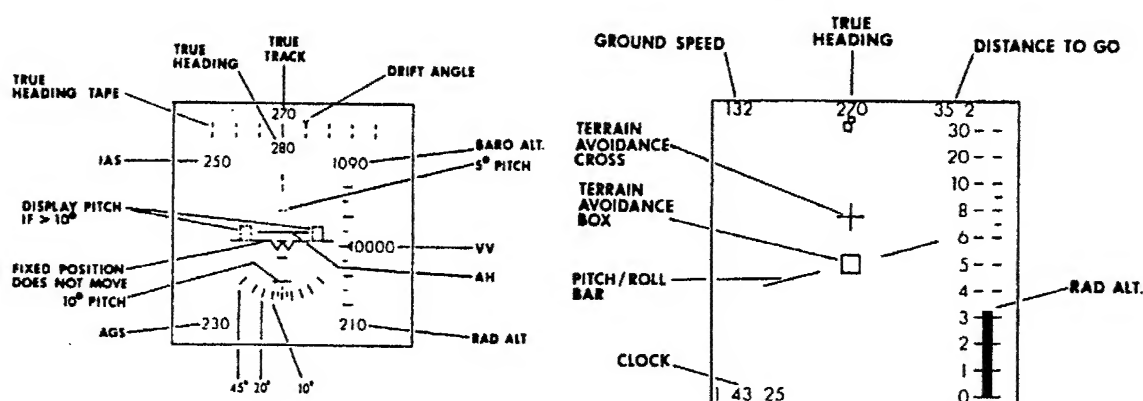 TRUE HEADING TAPE
TRUE HEADING
TRUE TRACK
DRIFT ANGLE
270
280
IAS
250
1090
BARO ALT.
5° PITCH
DISPLAY PITCH
IF > 10°
0000
VV
FIXED POSITION
DOES NOT MOVE
AH
10° PITCH
AGS
230
210
RAD ALT
45°
20°
10°
GROUND SPEED
TRUE
HEADING
DISTANCE TO GO
132
270
35 2
30
TERRAIN
AVOIDANCE
CROSS
20
10
8
TERRAIN
AVOIDANCE
BOX
6
5
PITCH/ROLL
BAR
4
RAD ALT.
3
2
CLOCK
1
1 43 25
0